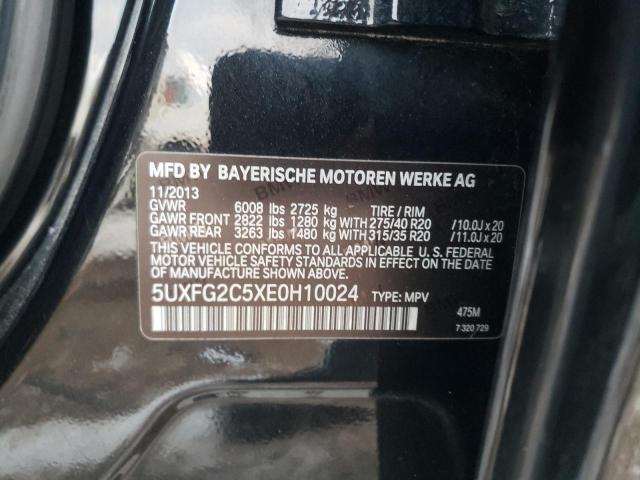 MFD BY BAYERISCHE MOTOREN WERKE AG
11/2013
GVWR 6008 lbs 2725 kg TIRE / RIM
GAWR FRONT 2822 lbs 1280 kg WITH 275/40 R20 /10.0J x 20
GAWR REAR 3263 lbs 1480 kg WITH 315/35 R20 /11.0J x 20
THIS VEHICLE CONFORMS TO ALL APPLICABLE U. S. FEDERAL
MOTOR VEHICLE SAFETY STANDARDS IN EFFECT ON THE DATE
OF MANUFACTURE SHOWN ABOVE.
5UXFG2C5XE0H10024 TYPE: MPV 475M
7 320 729